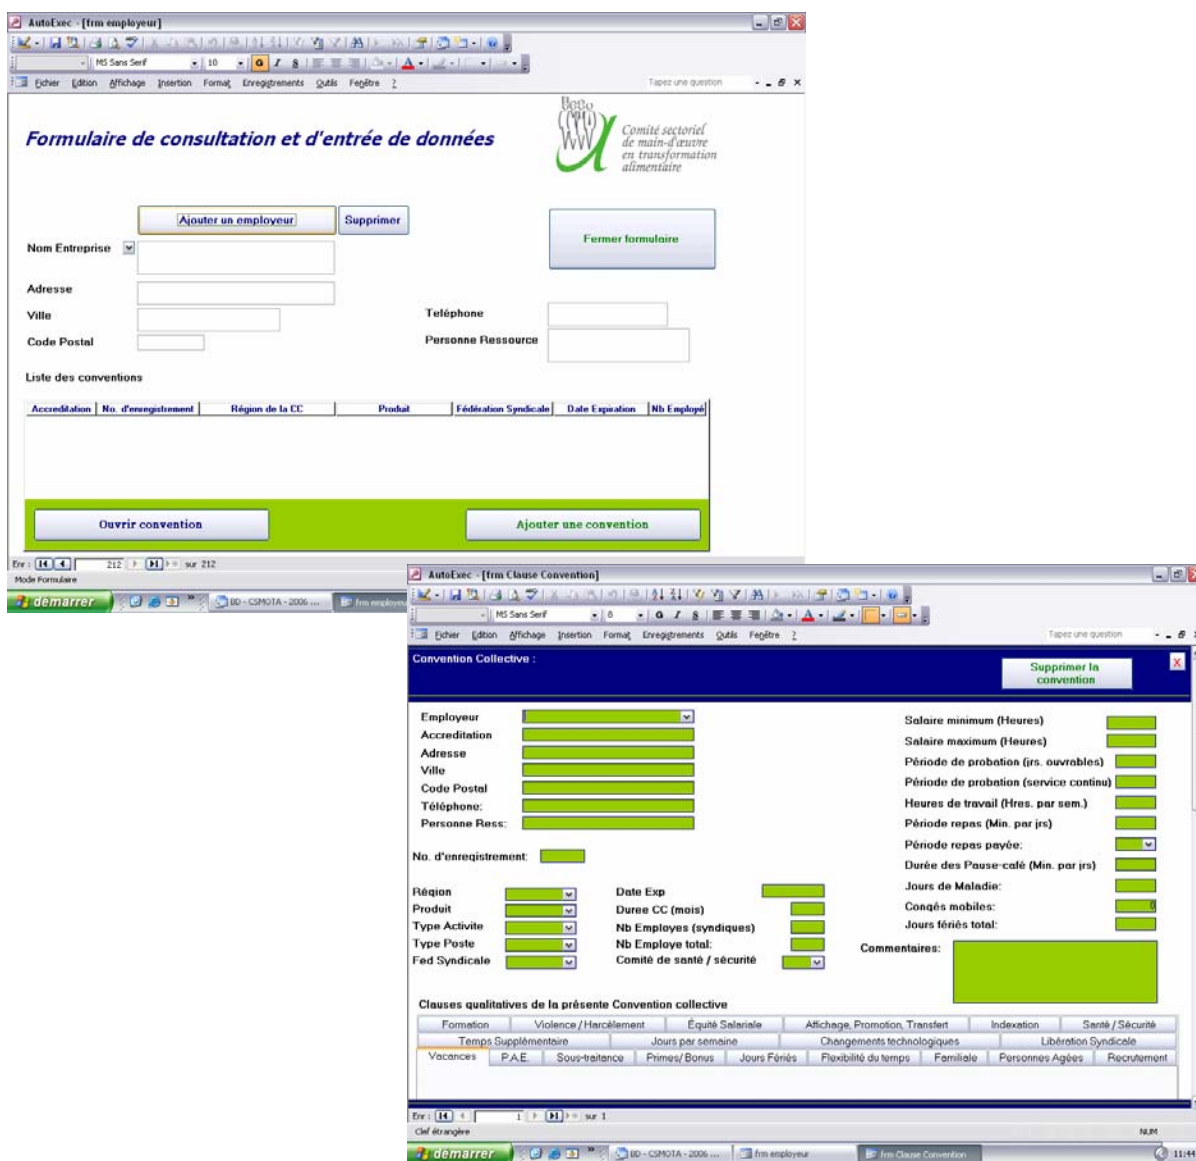 AutoExec - [frm employeur]
MS Sans Serif 10 G I S
Fichier Edition Affichage Insertion Format Enregistrements Outils Fenêtre ? Tapez une question
Formulaire de consultation et d'entrée de données
Comité sectoriel
de main-d'œuvre
en transformation
alimentaire
Ajouter un employeur Supprimer
Fermer formulaire
Nom Entreprise
Adresse
Ville Teléphone
Code Postal Personne Ressource
Liste des conventions
Accreditation No. d'enregistrement Région de la CC Produit Fédération Syndicale Date Expiration Nb Employé
Ouvrir convention Ajouter une convention
Enr : 212 sur 212
Mode Formulaire
démarrer BD - CSMOTA - 2006 ... frm employeu
AutoExec - [frm Clause Convention]
MS Sans Serif 8 G I S
Fichier Edition Affichage Insertion Format Enregistrements Outils Fenêtre ? Tapez une question
Convention Collective :
Supprimer la
convention
X
Employeur Salaire minimum (Heures)
Accreditation Salaire maximum (Heures)
Adresse Période de probation (jrs. ouvrables)
Ville Période de probation (service continu)
Code Postal Heures de travail (Hres. par sem.)
Téléphone: Période repas (Min. par jrs)
Personne Ress: Période repas payée:
No. d'enregistrement: Durée des Pause-café (Min. par jrs)
Région Date Exp Jours de Maladie:
Produit Duree CC (mois) Congés mobiles: 0
Type Activite Nb Employes (syndiques) Jours fériés total:
Type Poste Nb Employe total: Commentaires:
Fed Syndicale Comité de santé / sécurité
Clauses qualitatives de la présente Convention collective
Formation Violence / Harcèlement Équité Salariale Affichage, Promotion, Transfert Indexation Santé / Sécurité
Temps Supplémentaire Jours par semaine Changements technologiques Libération Syndicale
Vacances P.A.E. Sous-traitance Primes/ Bonus Jours Fériés Flexibilité du temps Familiale Personnes Agées Recrutement
Enr : 1 sur 1
Clef étrangère NUM
démarrer BD - CSMOTA - 2006 ... frm employeur frm Clause Convention 11:44